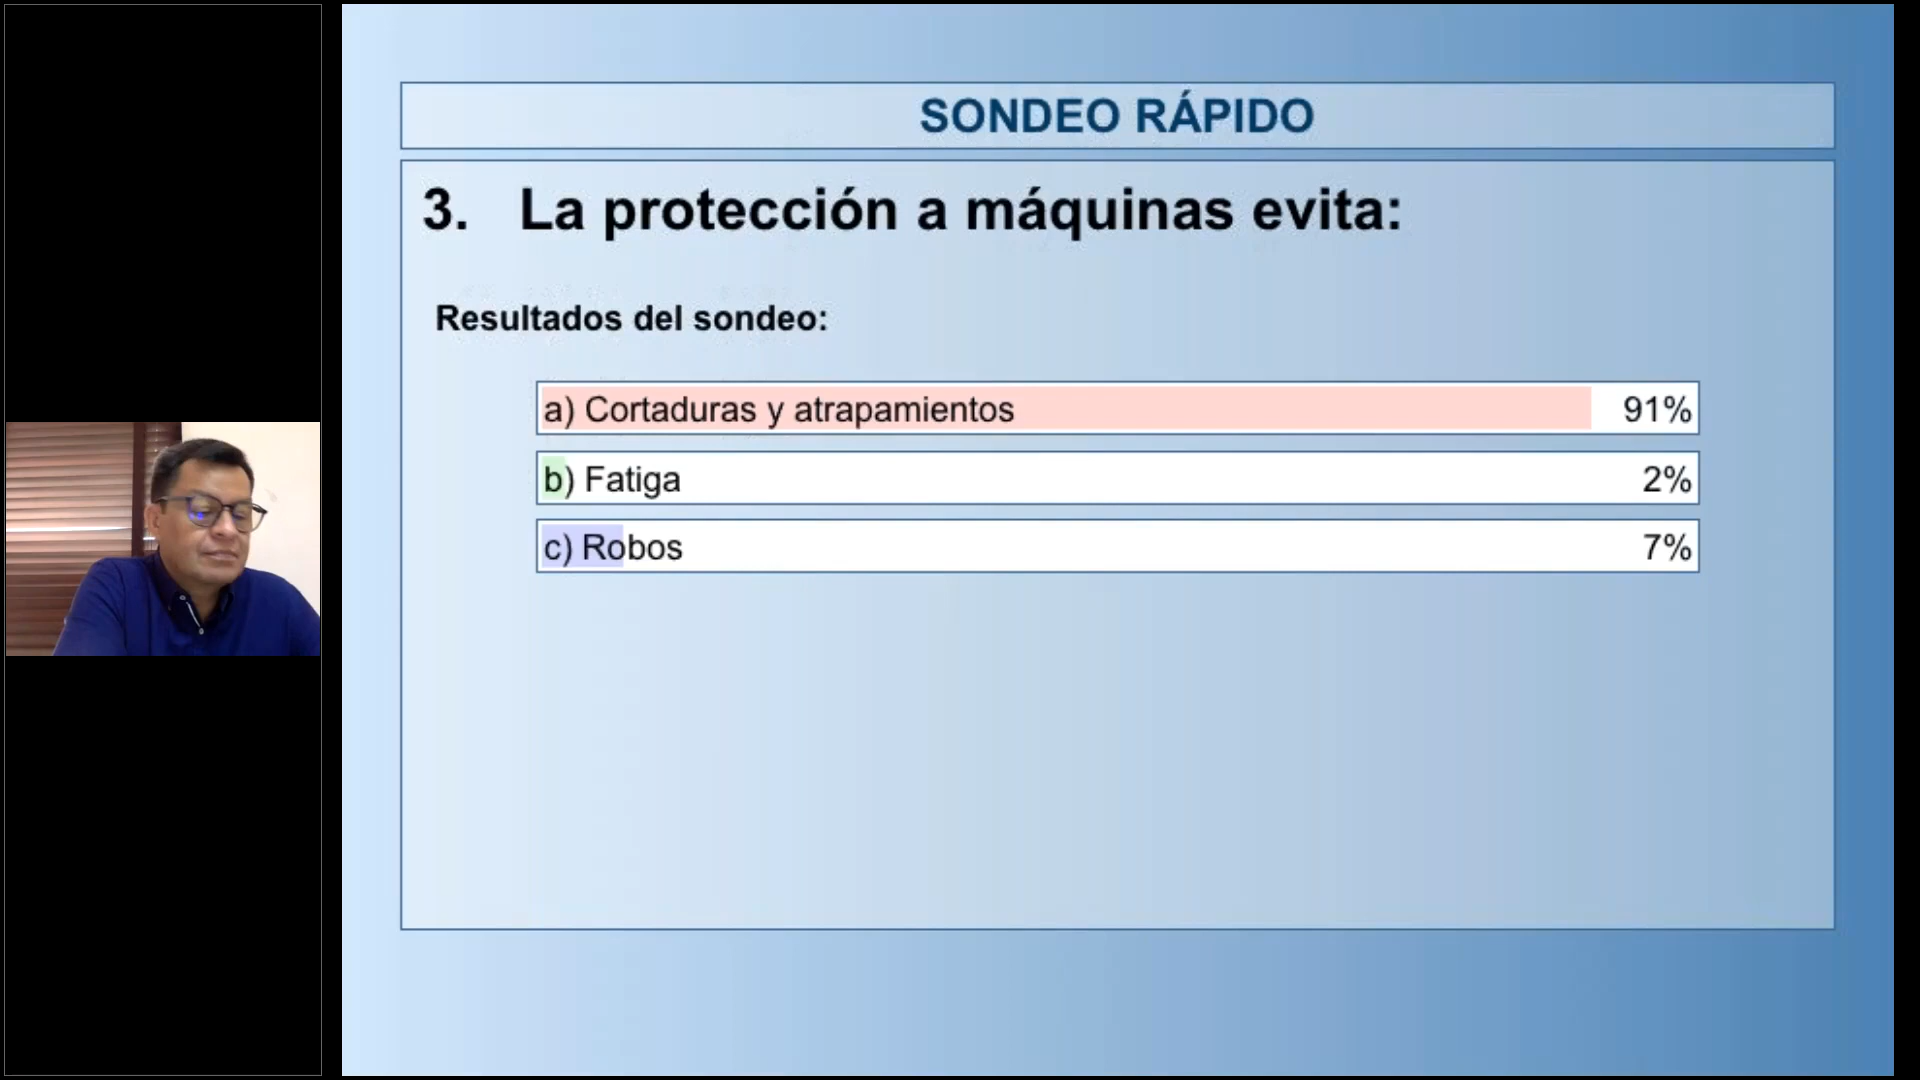 SONDEO RÁPIDO
3. La protección a máquinas evita:
Resultados del sondeo:
a) Cortaduras y atrapamientos 91%
b) Fatiga 2%
c) Robos 7%